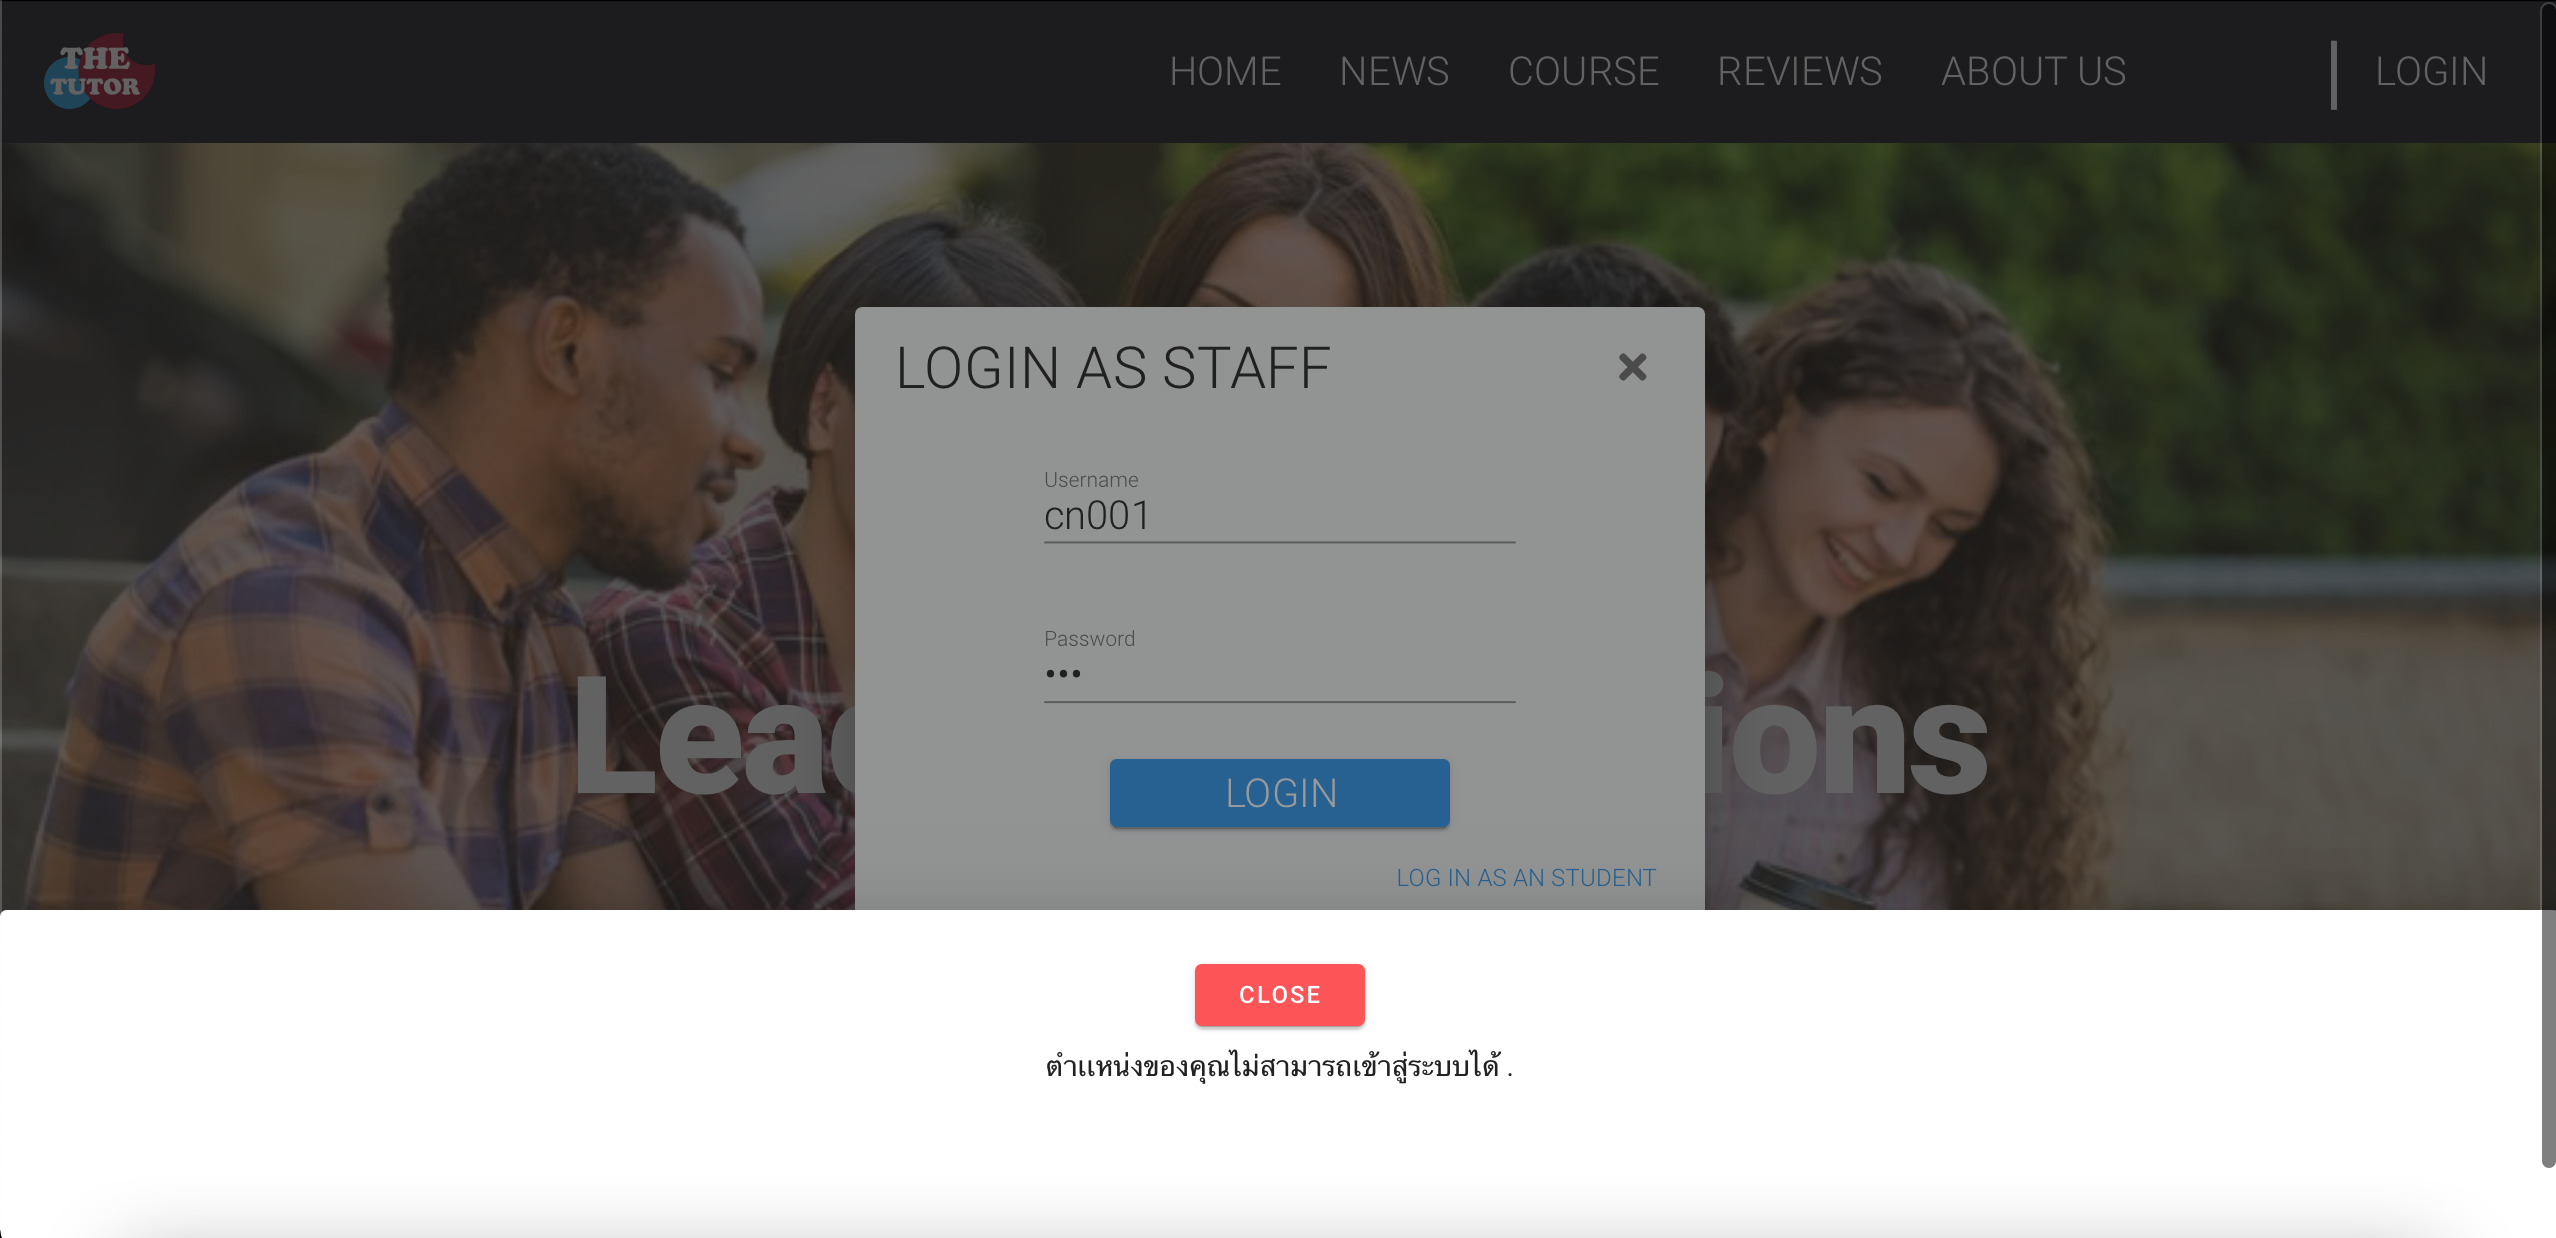 THE
TUTOR
HOME NEWS COURSE REVIEWS ABOUT US LOGIN
LOGIN AS STAFF
Username
cn001
Password
•••
Lea ions
LOGIN
LOG IN AS AN STUDENT
CLOSE
ตำแหน่งของคุณไม่สามารถเข้าสู่ระบบได้ .